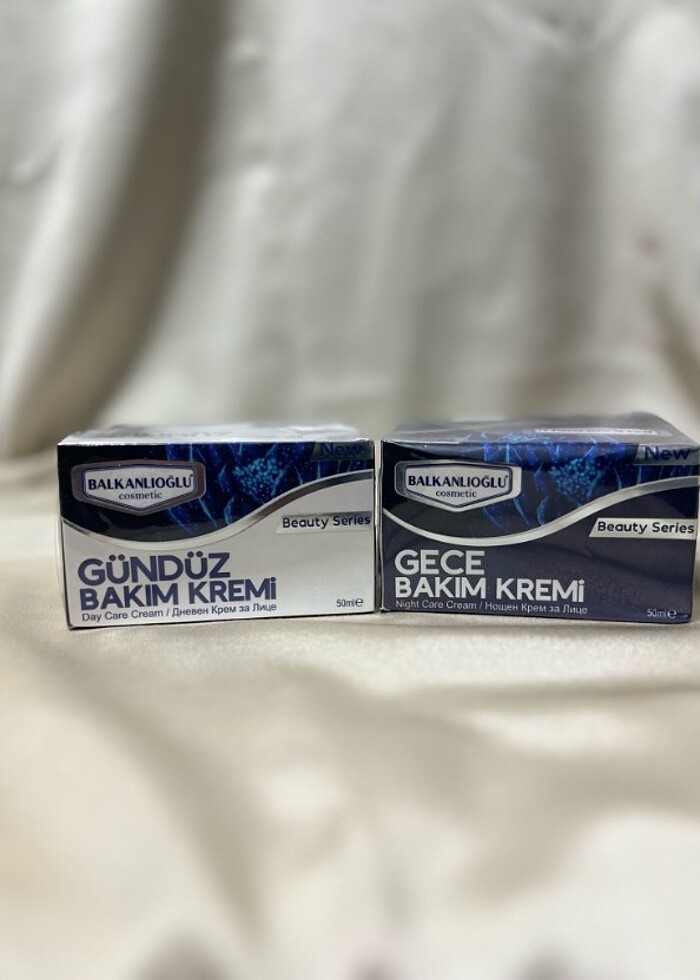 New
BALKANLIOĞLU
cosmetic
Beauty Series
GÜNDÜZ
BAKIM KREMİ
Day Care Cream / Дневен Крем за Лице
50ml℮
New
BALKANLIOĞLU
cosmetic
Beauty Series
GECE
BAKIM KREMİ
Night Care Cream / Нощен Крем за Лице
50ml℮